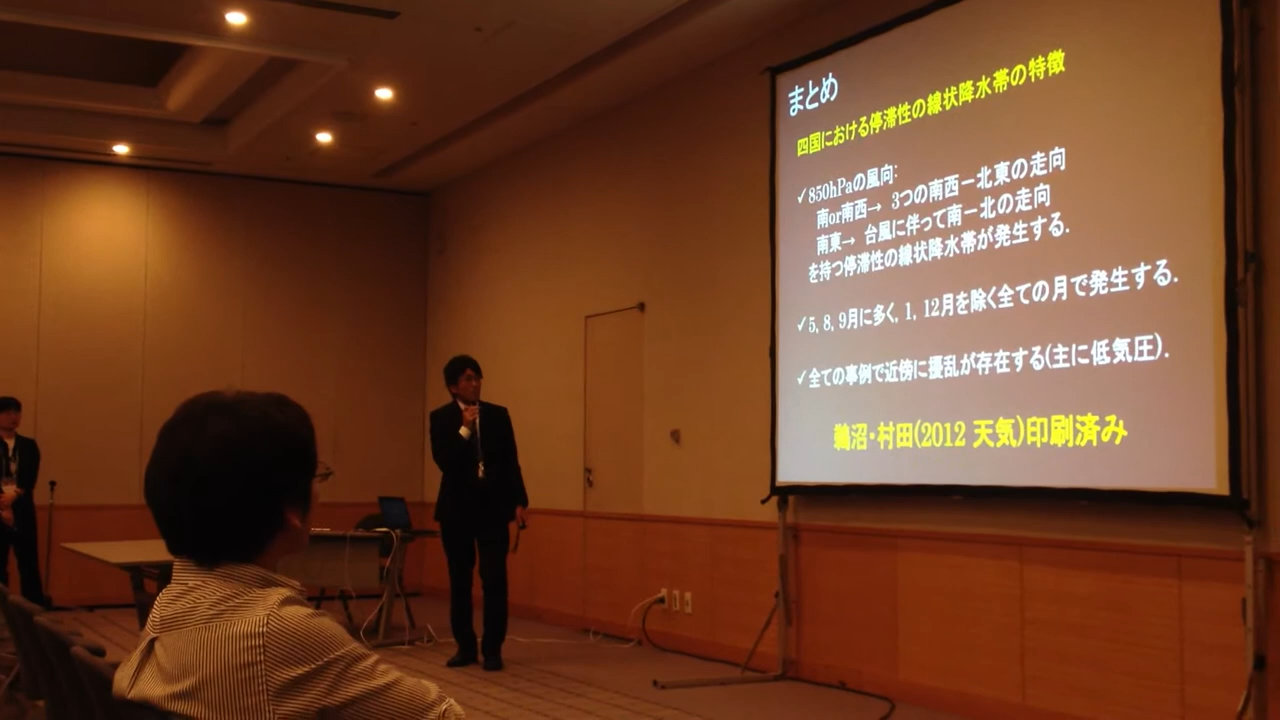 まとめ
四国における停滞性の線状降水帯の特徴
✓850hPaの風向:
南or南西→ 3つの南西－北東の走向
南東→ 台風に伴って南－北の走向
を持つ停滞性の線状降水帯が発生する.
✓5, 8, 9月に多く, 1, 12月を除く全ての月で発生する.
✓全ての事例で近傍に擾乱が存在する(主に低気圧).
鵜沼・村田(2012 天気)印刷済み